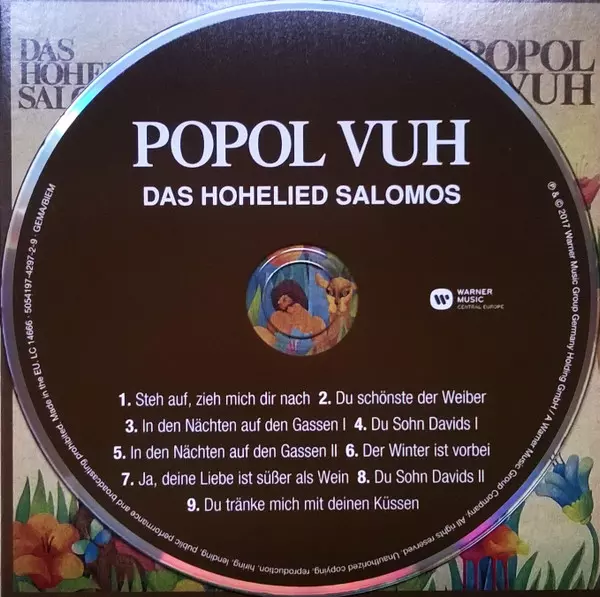 DAS
HOHE
SALO
POPOL
VUH
POPOL VUH
DAS HOHELIED SALOMOS
WARNER
MUSIC
CENTRAL EUROPE
1. Steh auf, zieh mich dir nach 2. Du schönste der Weiber
3. In den Nächten auf den Gassen I 4. Du Sohn Davids I
5. In den Nächten auf den Gassen II 6. Der Winter ist vorbei
7. Ja, deine Liebe ist süßer als Wein 8. Du Sohn Davids II
9. Du tränke mich mit deinen Küssen
℗ & © 2017 Warner Music Group Germany Holding GmbH / A Warner Music Group Company. All rights reserved. Unauthorized copying, reproduction, hiring, lending, public performance and broadcasting prohibited. Made in the EU. LC 14666 · 5054197-4297-2-9 · GEMA/BIEM